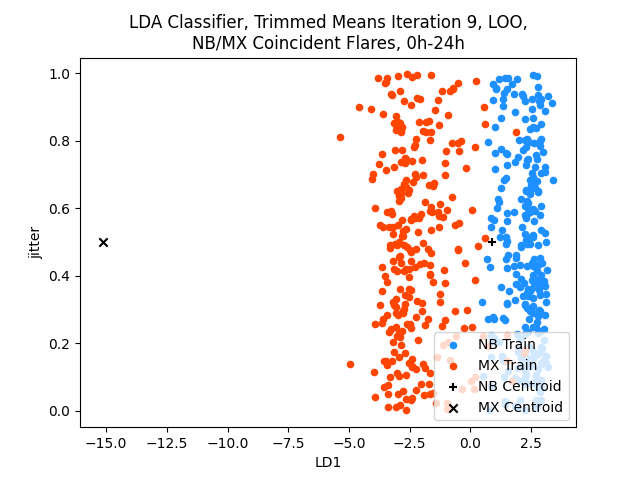 LDA Classifier, Trimmed Means Iteration 9, LOO,
NB/MX Coincident Flares, 0h-24h
1.0
0.8
0.6
0.4
0.2
0.0
jitter
NB Train
MX Train
NB Centroid
MX Centroid
−15.0 −12.5 −10.0 −7.5 −5.0 −2.5 0.0 2.5
LD1